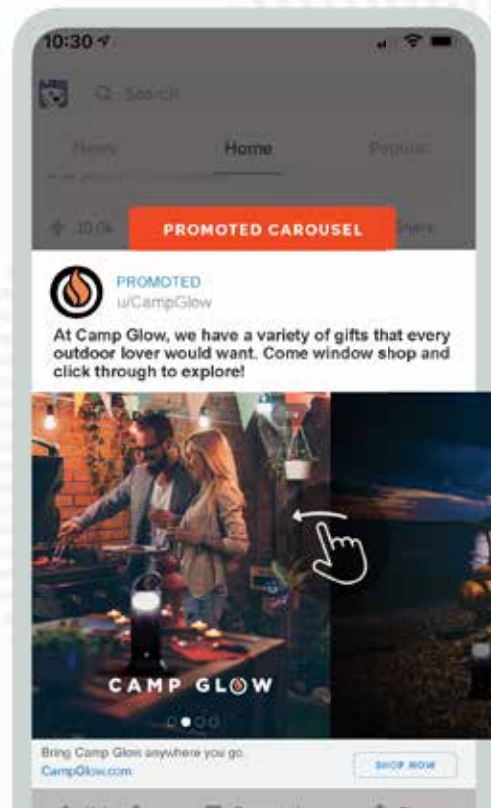 10:30
Search
News Home Popular
PROMOTED CAROUSEL
Share
PROMOTED
u/CampGlow
At Camp Glow, we have a variety of gifts that every
outdoor lover would want. Come window shop and
click through to explore!
CAMP GLOW
Bring Camp Glow anywhere you go.
CampGlow.com
SHOP NOW